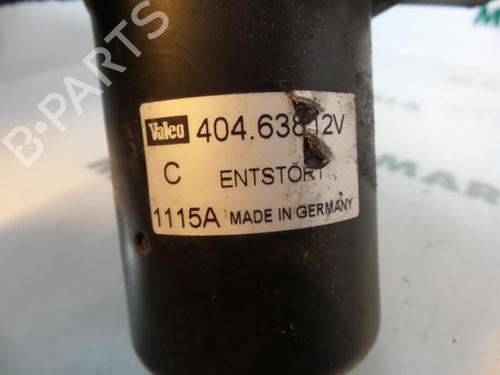 Valeo 404.638 12V
C ENTSTÖRT
1115A MADE IN GERMANY
B-PARTS